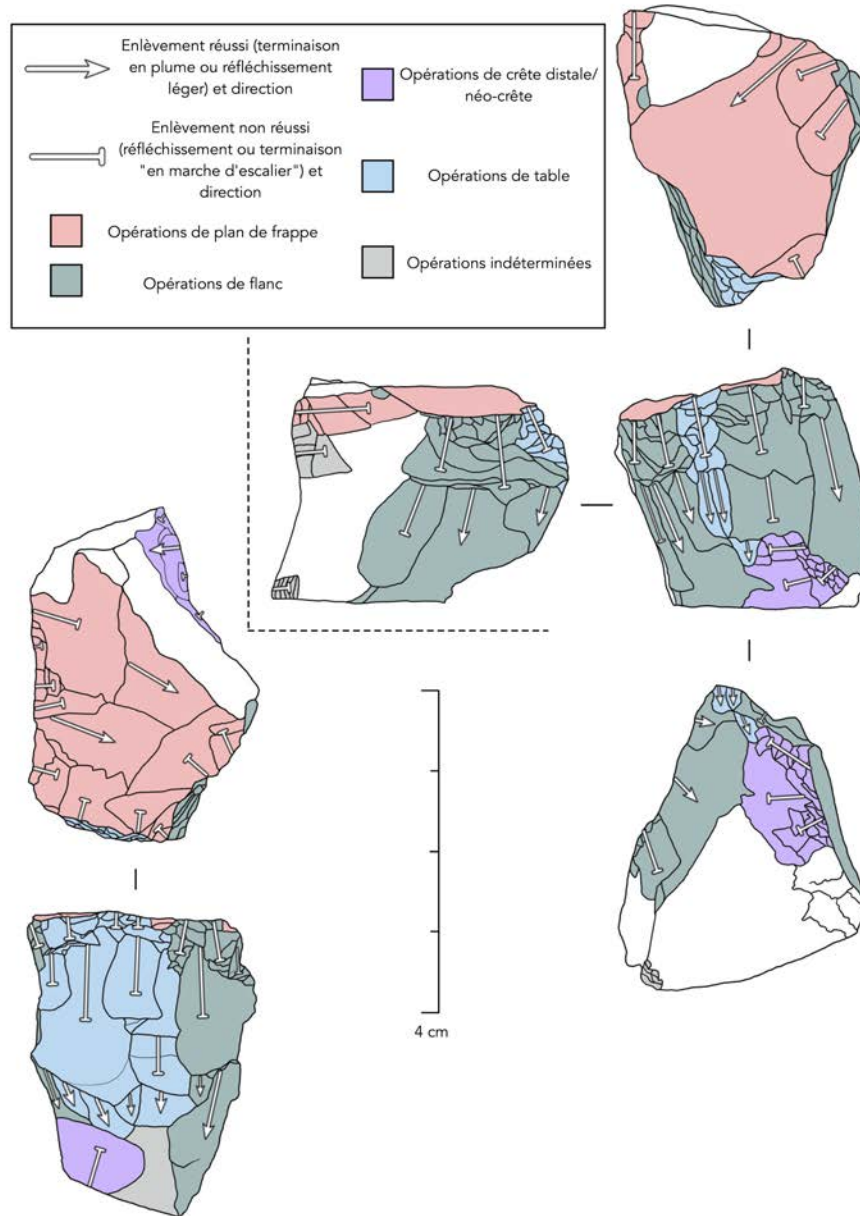 Enlèvement réussi (terminaison
en plume ou réfléchissement
léger) et direction
Enlèvement non réussi
(réfléchissement ou terminaison
"en marche d'escalier") et
direction
Opérations de plan de frappe
Opérations de flanc
Opérations de crête distale/
néo-crête
Opérations de table
Opérations indéterminées
4 cm